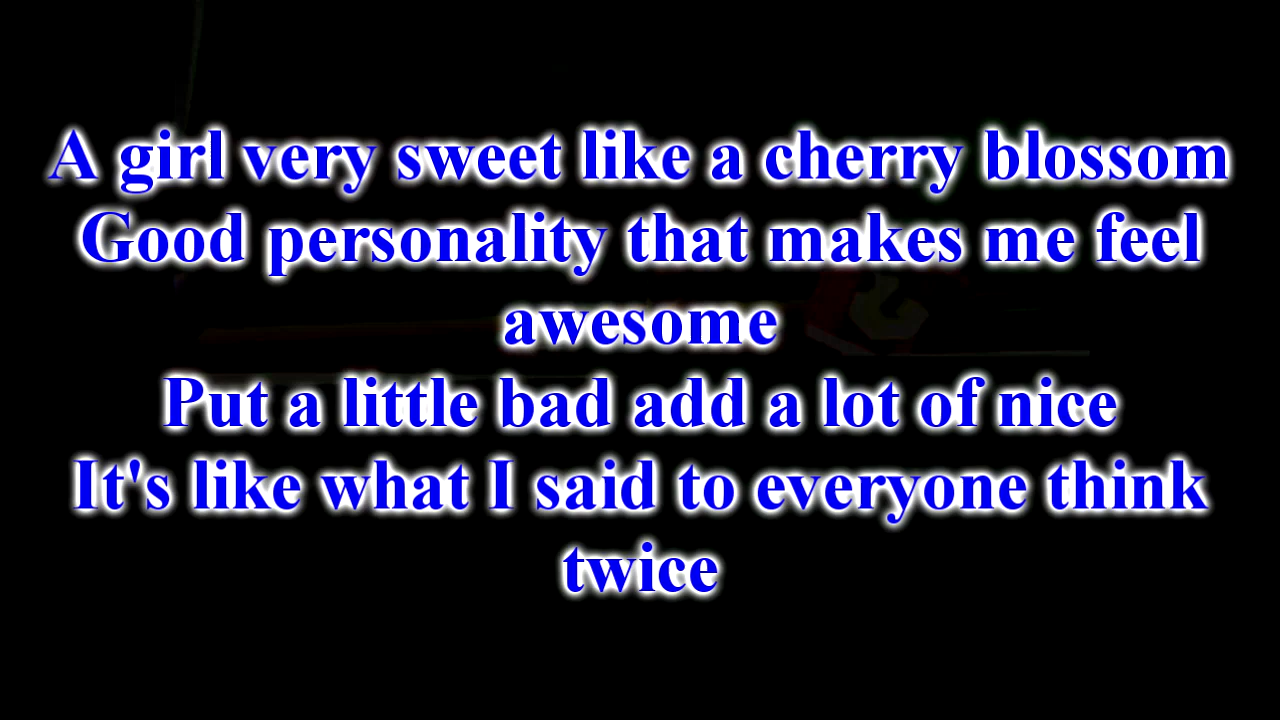 A girl very sweet like a cherry blossom
Good personality that makes me feel
awesome
Put a little bad add a lot of nice
It's like what I said to everyone think
twice